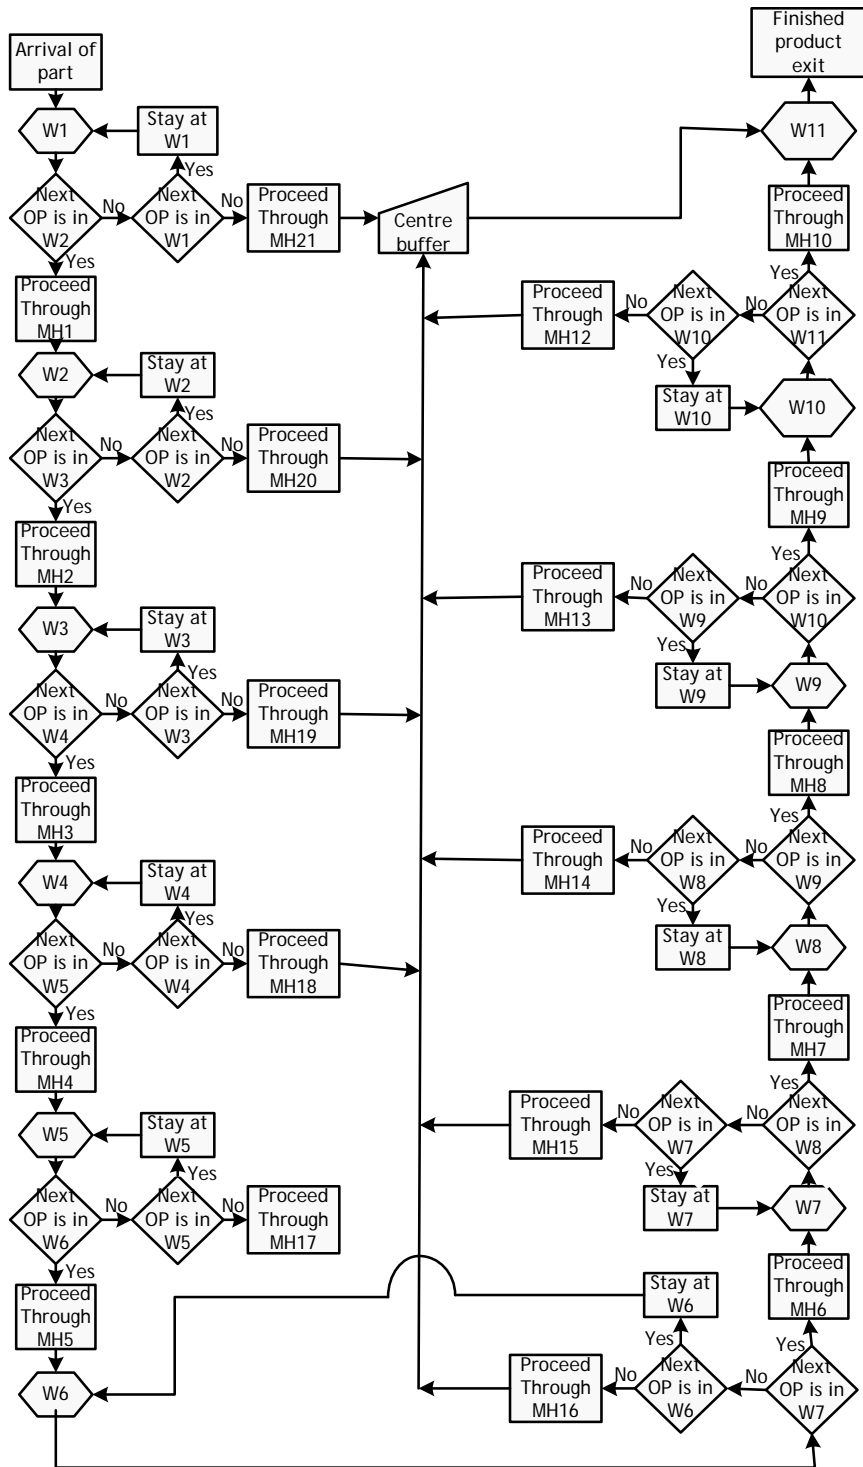 Arrival of
part
W1
Stay at
W1
Yes
Next
OP is in
W2
No
Next
OP is in
W1
No
Proceed
Through
MH21
Centre
buffer
Yes
Proceed
Through
MH1
W2
Stay at
W2
Yes
Next
OP is in
W3
No
Next
OP is in
W2
No
Proceed
Through
MH20
Yes
Proceed
Through
MH2
W3
Stay at
W3
Yes
Next
OP is in
W4
No
Next
OP is in
W3
No
Proceed
Through
MH19
Yes
Proceed
Through
MH3
W4
Stay at
W4
Yes
Next
OP is in
W5
No
Next
OP is in
W4
No
Proceed
Through
MH18
Yes
Proceed
Through
MH4
W5
Stay at
W5
Yes
Next
OP is in
W6
No
Next
OP is in
W5
No
Proceed
Through
MH17
Yes
Proceed
Through
MH5
W6
Finished
product
exit
W11
Proceed
Through
MH10
Yes
Proceed
Through
MH12
No
Next
OP is in
W10
No
Next
OP is in
W11
Yes
Stay at
W10
W10
Proceed
Through
MH9
Yes
Proceed
Through
MH13
No
Next
OP is in
W9
No
Next
OP is in
W10
Yes
Stay at
W9
W9
Proceed
Through
MH8
Yes
Proceed
Through
MH14
No
Next
OP is in
W8
No
Next
OP is in
W9
Yes
Stay at
W8
W8
Proceed
Through
MH7
Yes
Proceed
Through
MH15
No
Next
OP is in
W7
No
Next
OP is in
W8
Yes
Stay at
W7
W7
Proceed
Through
MH6
Stay at
W6
Yes
Yes
Proceed
Through
MH16
No
Next
OP is in
W6
No
Next
OP is in
W7